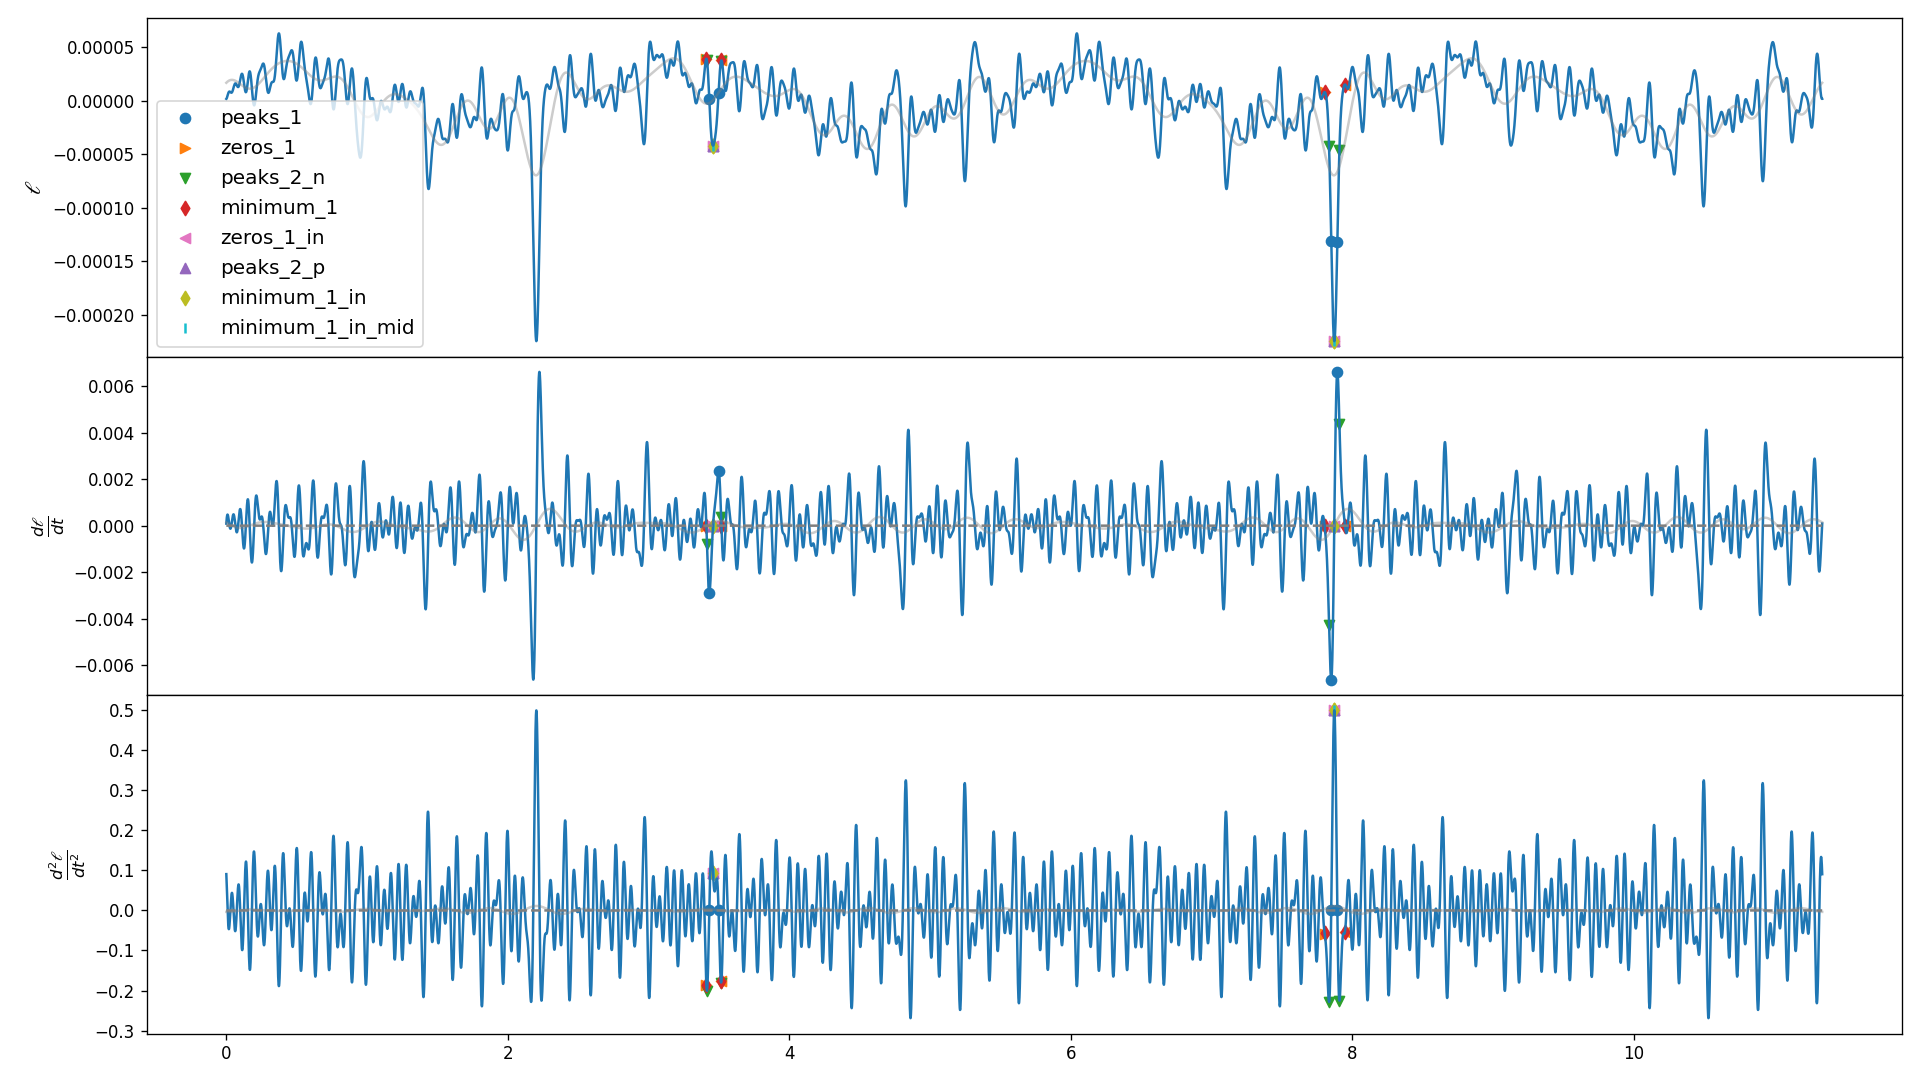 0.00005
0.00000
−0.00005
−0.00010
−0.00015
−0.00020
ℓ
peaks_1
zeros_1
peaks_2_n
minimum_1
zeros_1_in
peaks_2_p
minimum_1_in
minimum_1_in_mid
0.006
0.004
0.002
0.000
−0.002
−0.004
−0.006
dℓ
dt
0.5
0.4
0.3
0.2
0.1
0.0
−0.1
−0.2
−0.3
d²ℓ
dt²
0 2 4 6 8 10